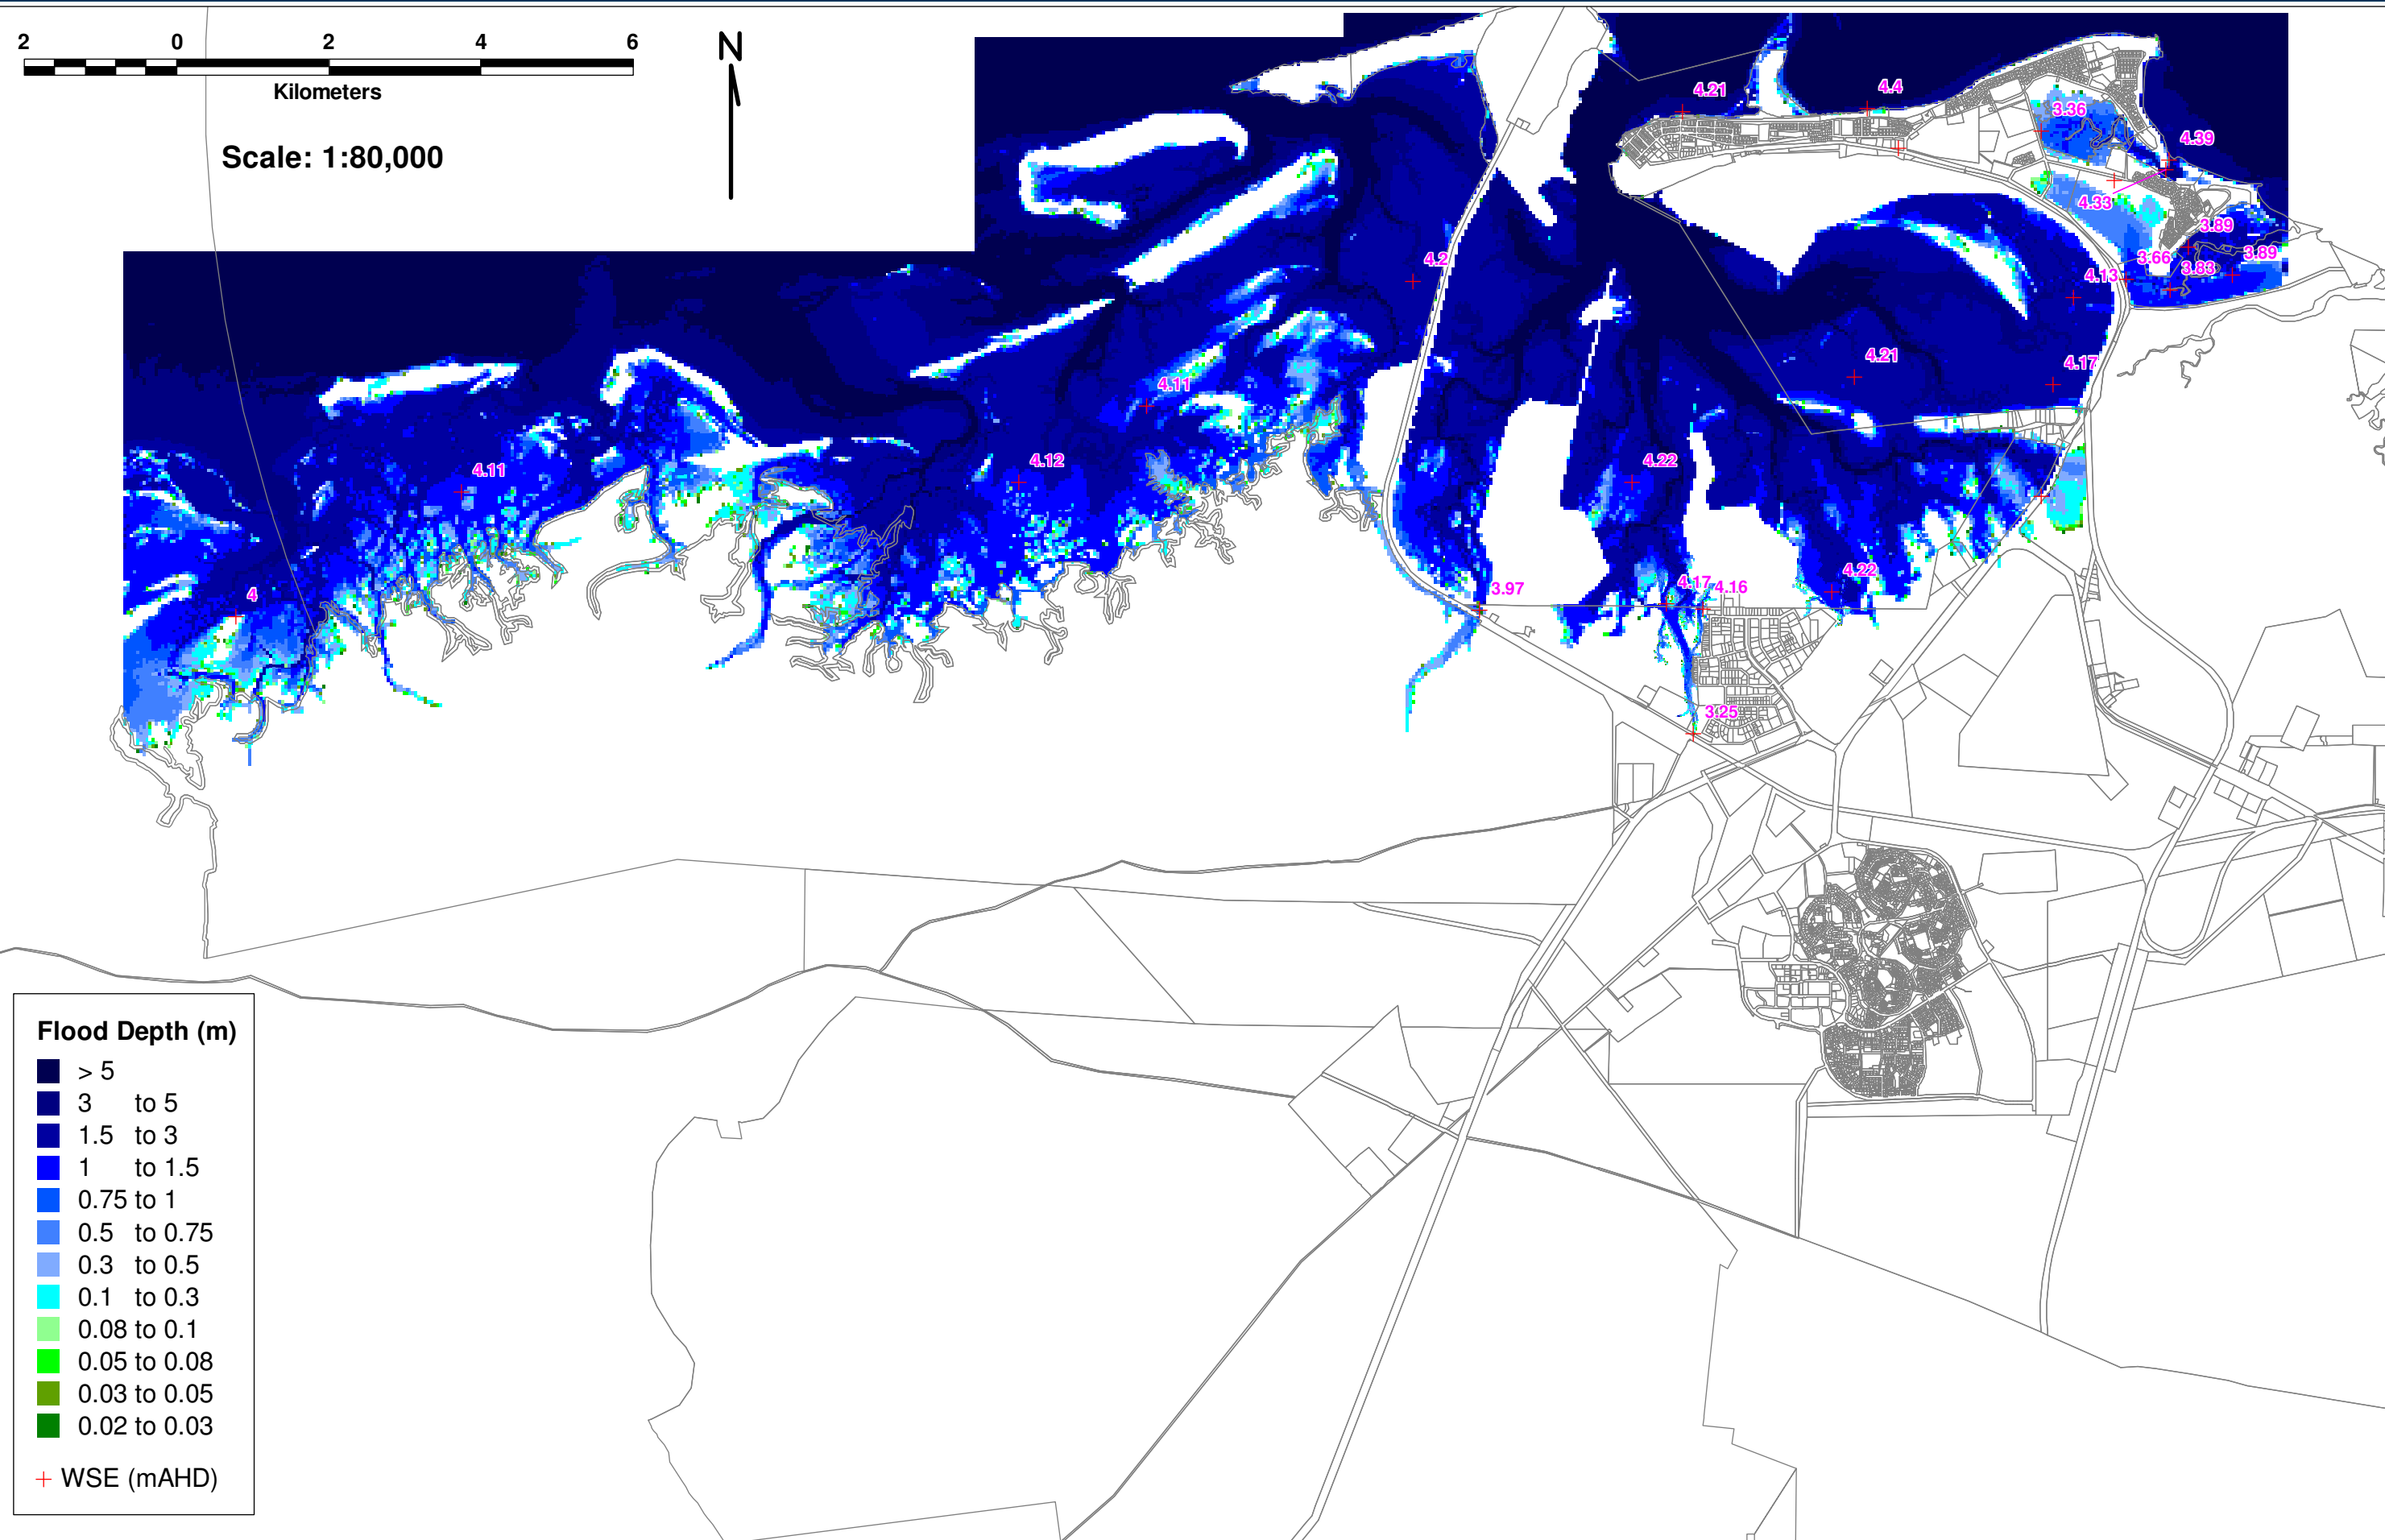 2 0 2 4 6
Kilometers
Scale: 1:80,000
N
4.21
4.4
3.36
4.39
4.33
3.89
3.89
3.66
3.83
4.13
4.2
4.21
4.17
4.11
4.11
4.12
4.22
4
3.97
4.17
4.16
4.22
3.25
Flood Depth (m)
> 5
3 to 5
1.5 to 3
1 to 1.5
0.75 to 1
0.5 to 0.75
0.3 to 0.5
0.1 to 0.3
0.08 to 0.1
0.05 to 0.08
0.03 to 0.05
0.02 to 0.03
+ WSE (mAHD)